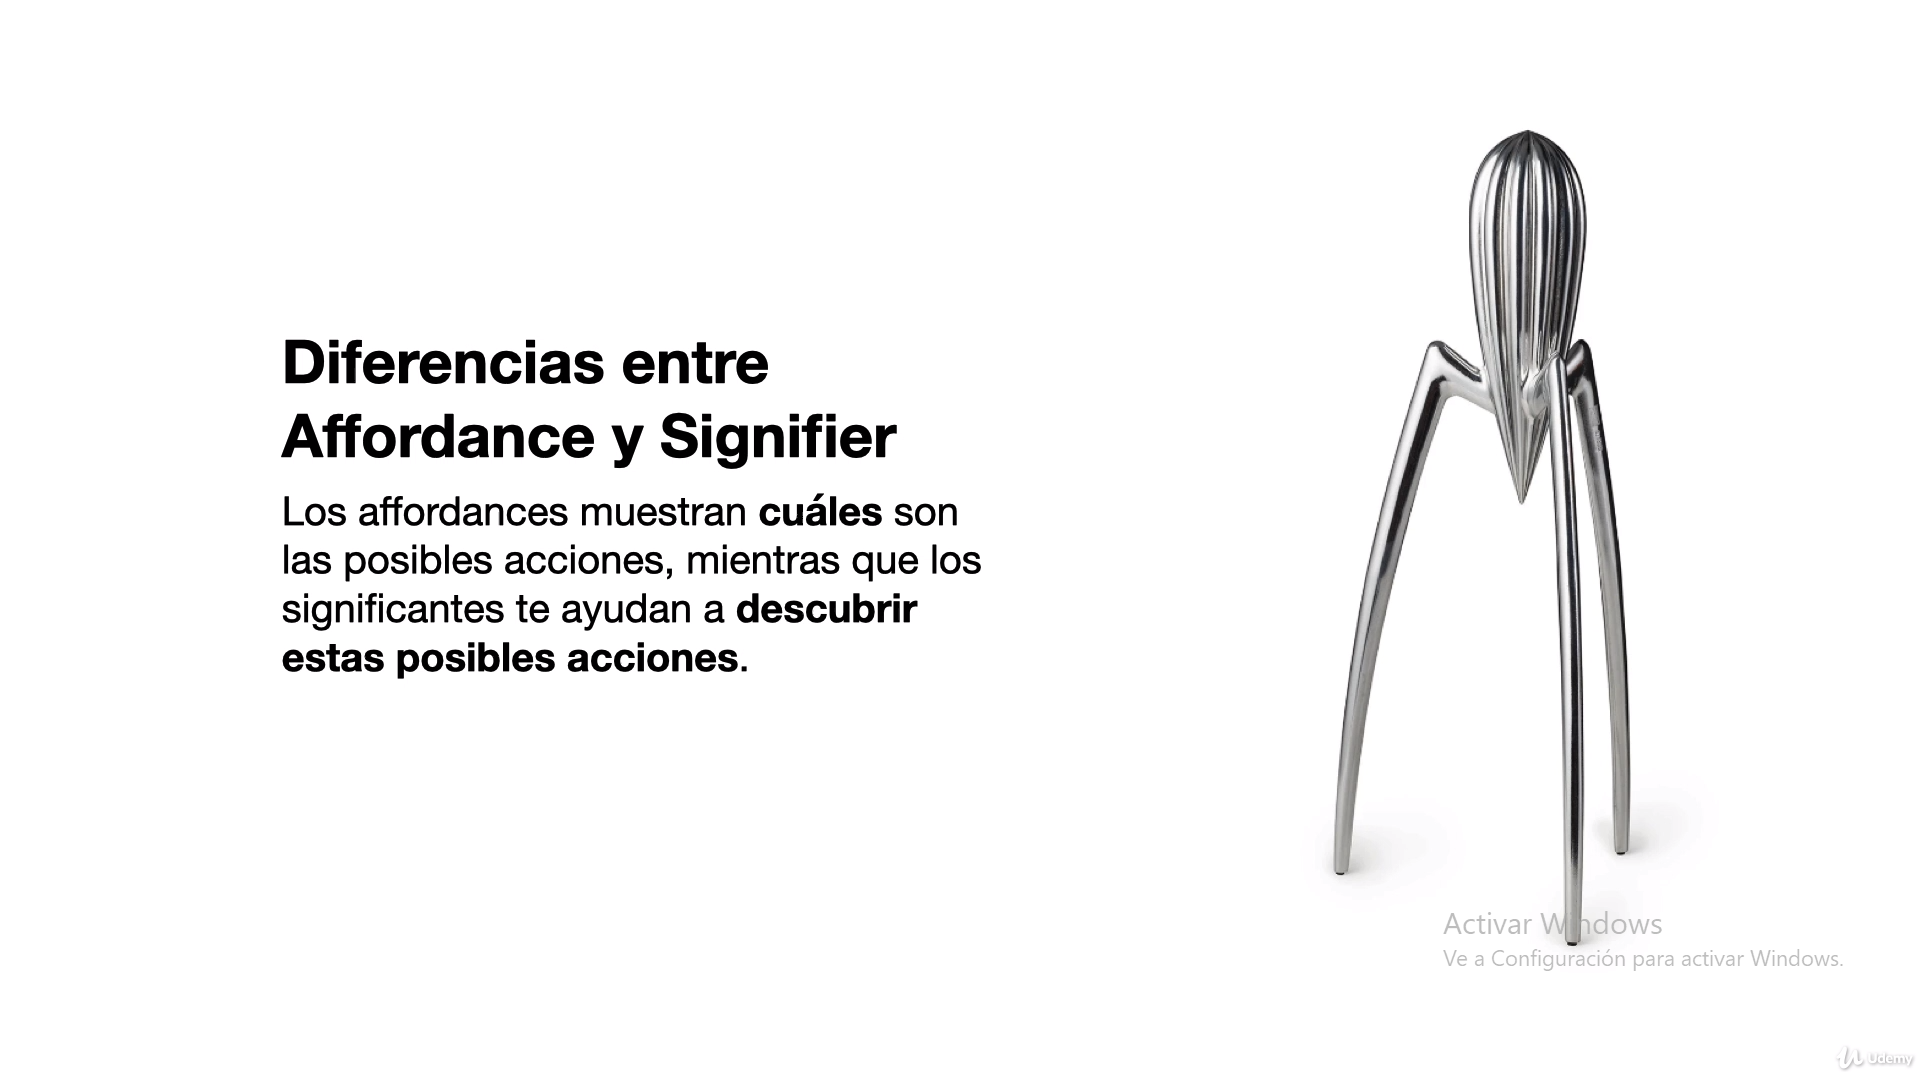 Diferencias entre
Affordance y Signifier
Los affordances muestran cuáles son
las posibles acciones, mientras que los
significantes te ayudan a descubrir
estas posibles acciones.
Activar Windows
Ve a Configuración para activar Windows.
Udemy